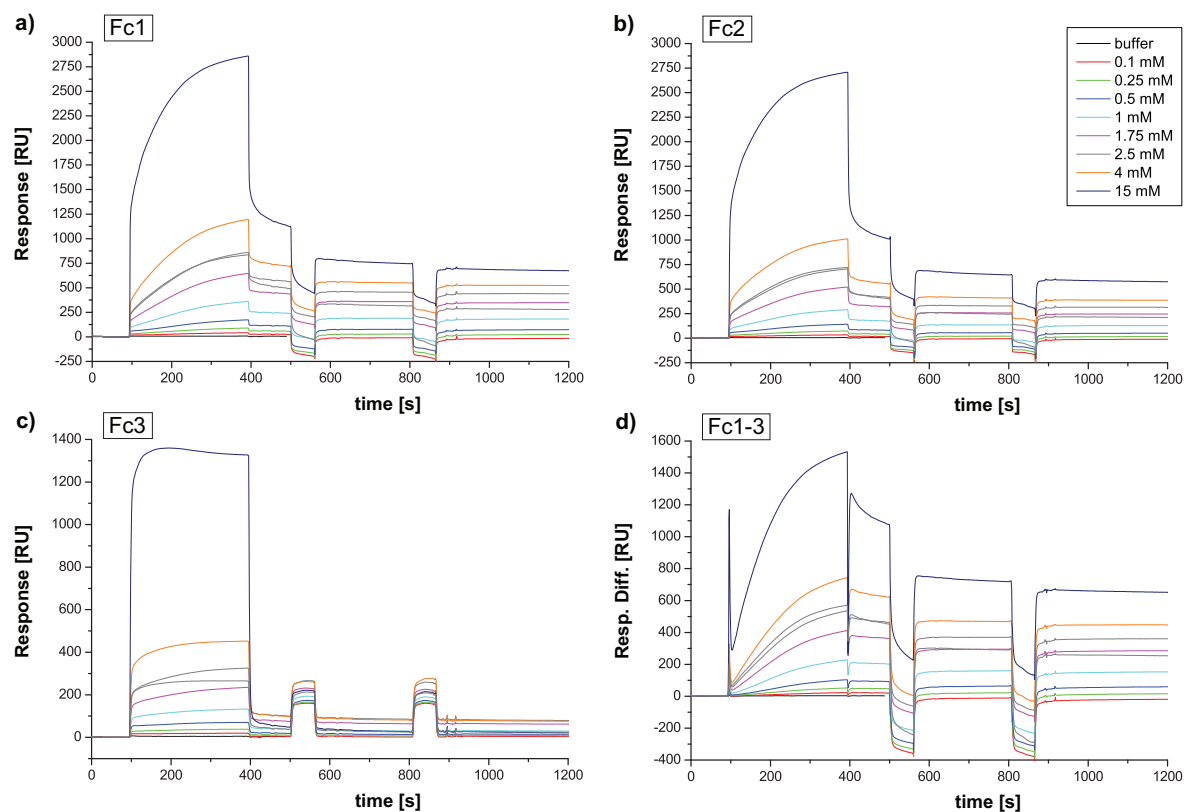 a) Fc1
3000
2750
2500
2250
2000
1750
1500
1250
1000
750
500
250
0
-250
Response [RU]
0 200 400 600 800 1000 1200
time [s]
b) Fc2
3000
2750
2500
2250
2000
1750
1500
1250
1000
750
500
250
0
-250
Response [RU]
0 200 400 600 800 1000 1200
time [s]
buffer
0.1 mM
0.25 mM
0.5 mM
1 mM
1.75 mM
2.5 mM
4 mM
15 mM
c) Fc3
1400
1200
1000
800
600
400
200
0
Response [RU]
0 200 400 600 800 1000 1200
time [s]
d) Fc1-3
1600
1400
1200
1000
800
600
400
200
0
-200
-400
Resp. Diff. [RU]
0 200 400 600 800 1000 1200
time [s]